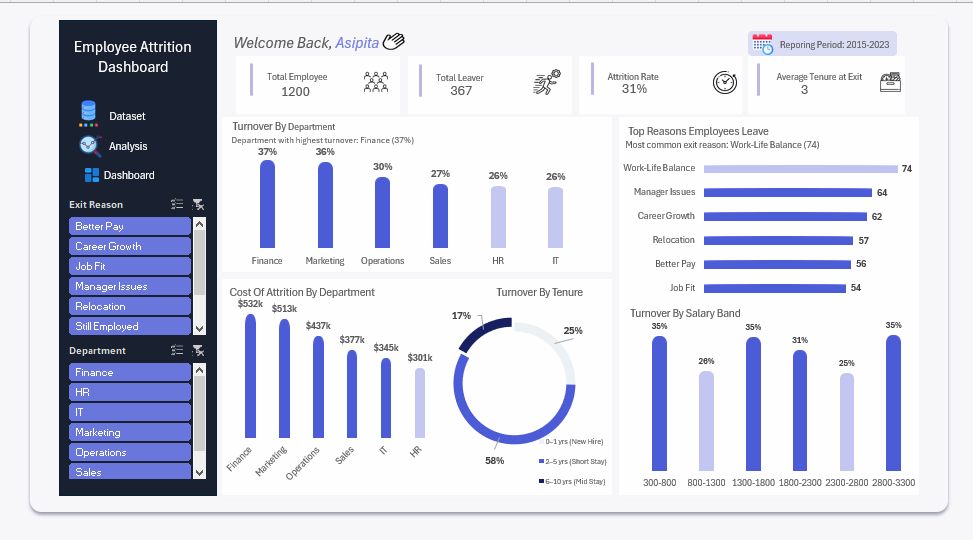 Employee Attrition
Dashboard
Dataset
Analysis
Dashboard
Exit Reason
Better Pay
Career Growth
Job Fit
Manager Issues
Relocation
Still Employed
Department
Finance
HR
IT
Marketing
Operations
Sales
Welcome Back, Asipita
Reporing Period: 2015-2023
Total Employee
1200
Total Leaver
367
Attrition Rate
31%
Average Tenure at Exit
3
Turnover By Department
Department with highest turnover: Finance (37%)
37% 36% 30% 27% 26% 26%
Finance Marketing Operations Sales HR IT
Top Reasons Employees Leave
Most common exit reason: Work-Life Balance (74)
Work-Life Balance 74
Manager Issues 64
Career Growth 62
Relocation 57
Better Pay 56
Job Fit 54
Cost Of Attrition By Department
$532k $513k $437k $377k $345k $301k
Finance Marketing Operations Sales IT HR
Turnover By Tenure
17%
25%
58%
0–1 yrs (New Hire)
2–5 yrs (Short Stay)
6–10 yrs (Mid Stay)
Turnover By Salary Band
35% 26% 35% 31% 25% 35%
300-800 800-1300 1300-1800 1800-2300 2300-2800 2800-3300